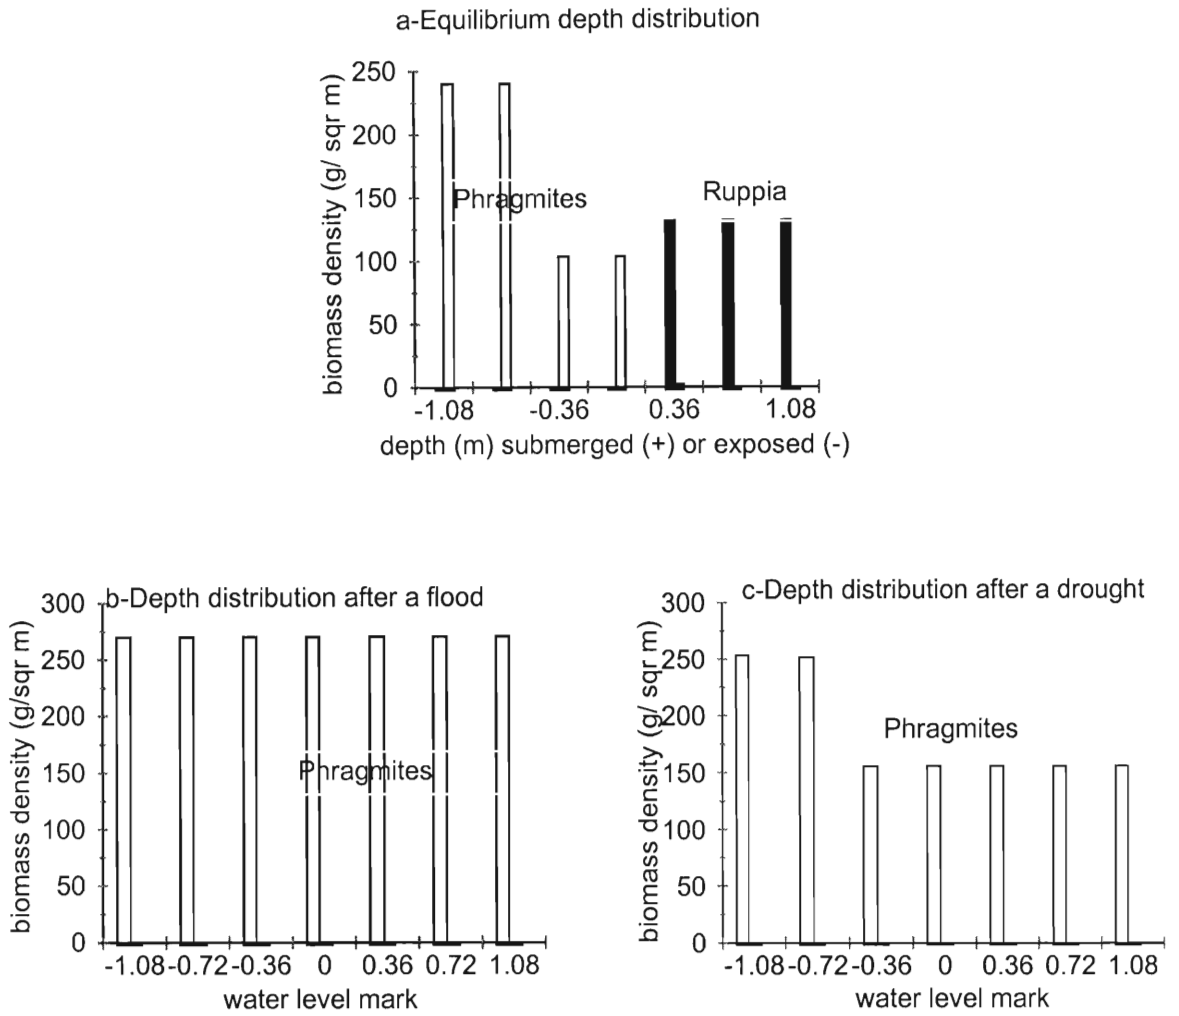 a-Equilibrium depth distribution
biomass density (g/ sqr m)
250
200
150
100
50
0
Phragmites
Ruppia
-1.08 -0.36 0.36 1.08
depth (m) submerged (+) or exposed (-)
b-Depth distribution after a flood
biomass density (g/sqr m)
300
250
200
150
100
50
0
Phragmites
-1.08 -0.72 -0.36 0 0.36 0.72 1.08
water level mark
c-Depth distribution after a drought
biomass density (g/ sqr m)
300
250
200
150
100
50
0
Phragmites
-1.08 -0.72 -0.36 0 0.36 0.72 1.08
water level mark